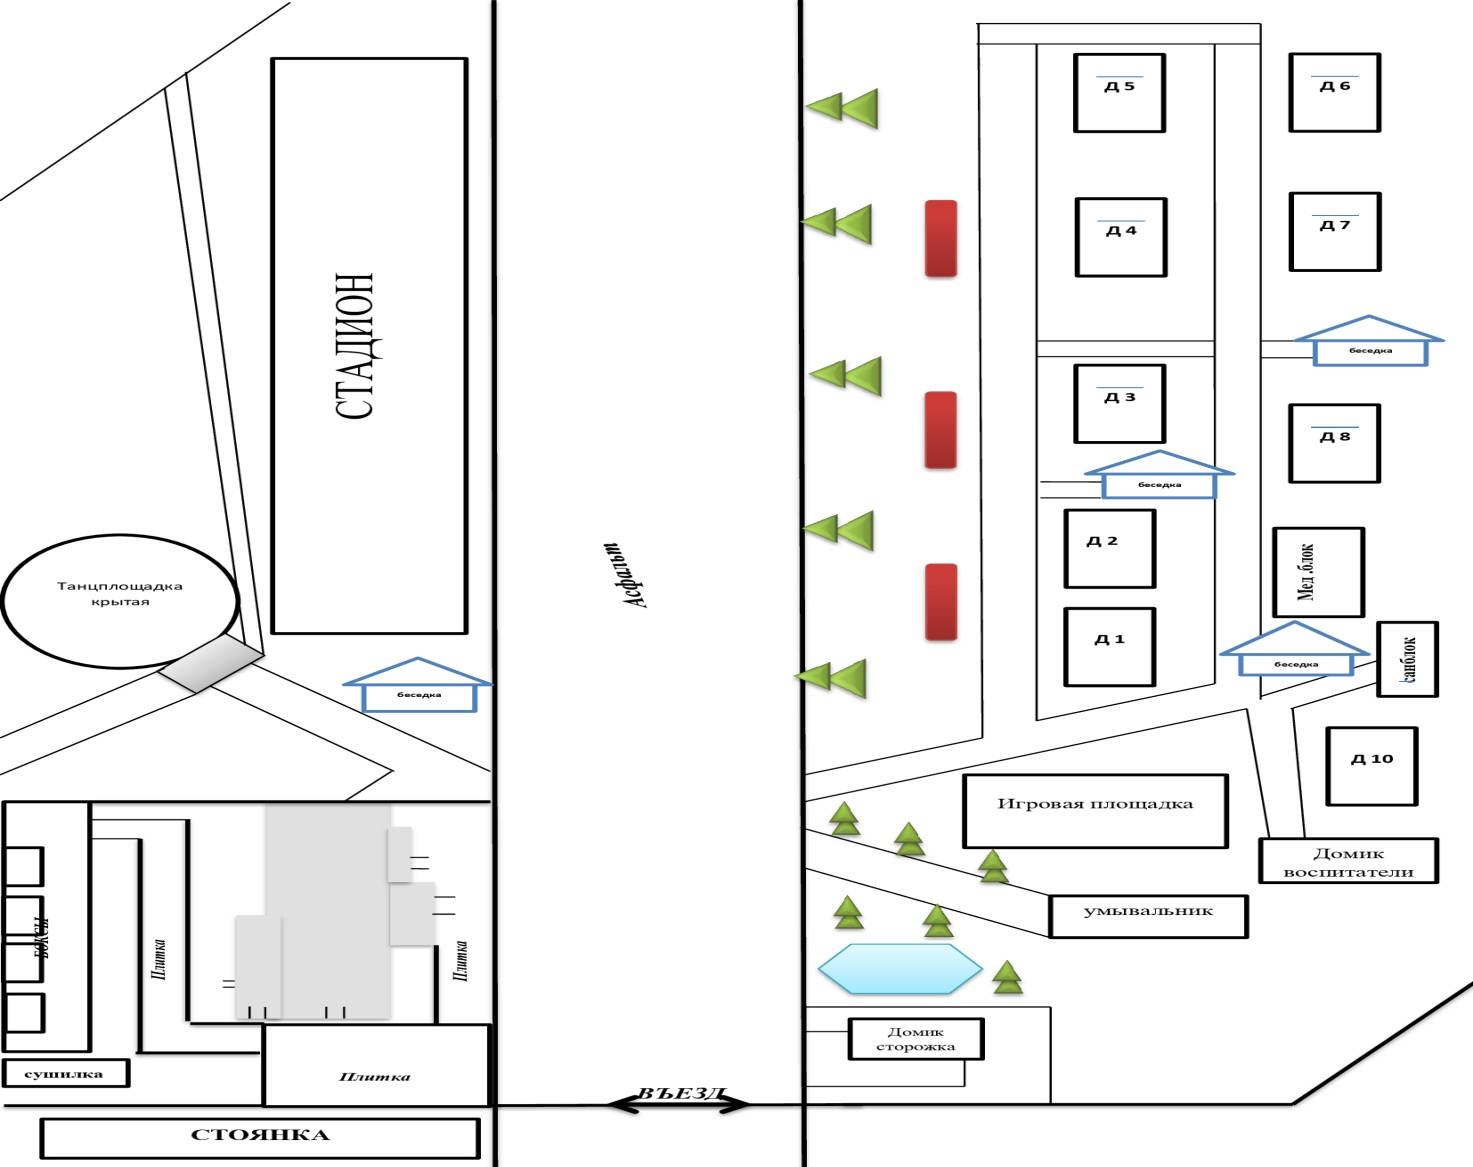 Д 5
Д 6
Д 4
Д 7
СТАДИОН
беседка
Д 3
Д 8
беседка
Д 2
Асфальт
Мед .блок
Танцплощадка
крытая
Д 1
беседка
санблок
беседка
Д 10
Игровая площадка
Домик
воспитатели
умывальник
БОКСЫ
Плитка
Плитка
Домик
сторожка
сушилка
Плитка
ВЪЕЗД
СТОЯНКА